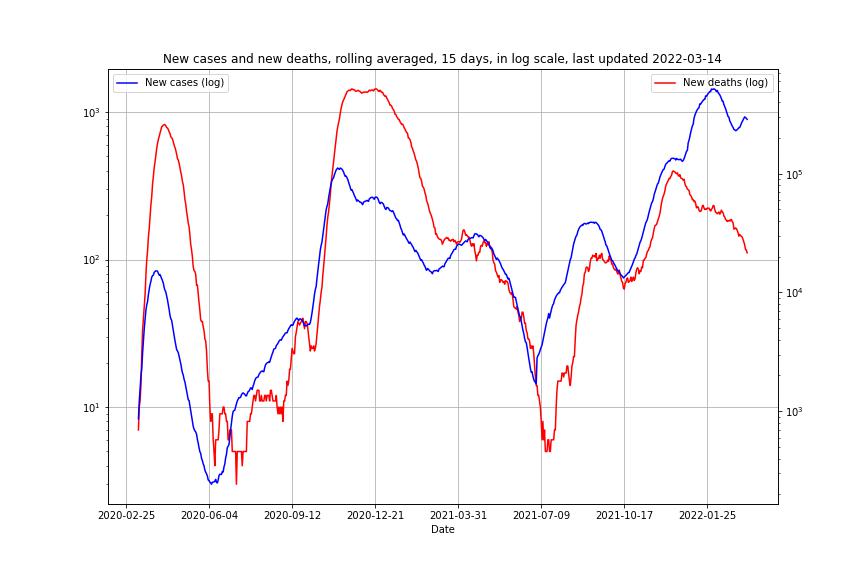 New cases and new deaths, rolling averaged, 15 days, in log scale, last updated 2022-03-14
New cases (log)
New deaths (log)
10³
10²
10¹
10⁵
10⁴
10³
2020-02-25 2020-06-04 2020-09-12 2020-12-21 2021-03-31 2021-07-09 2021-10-17 2022-01-25
Date